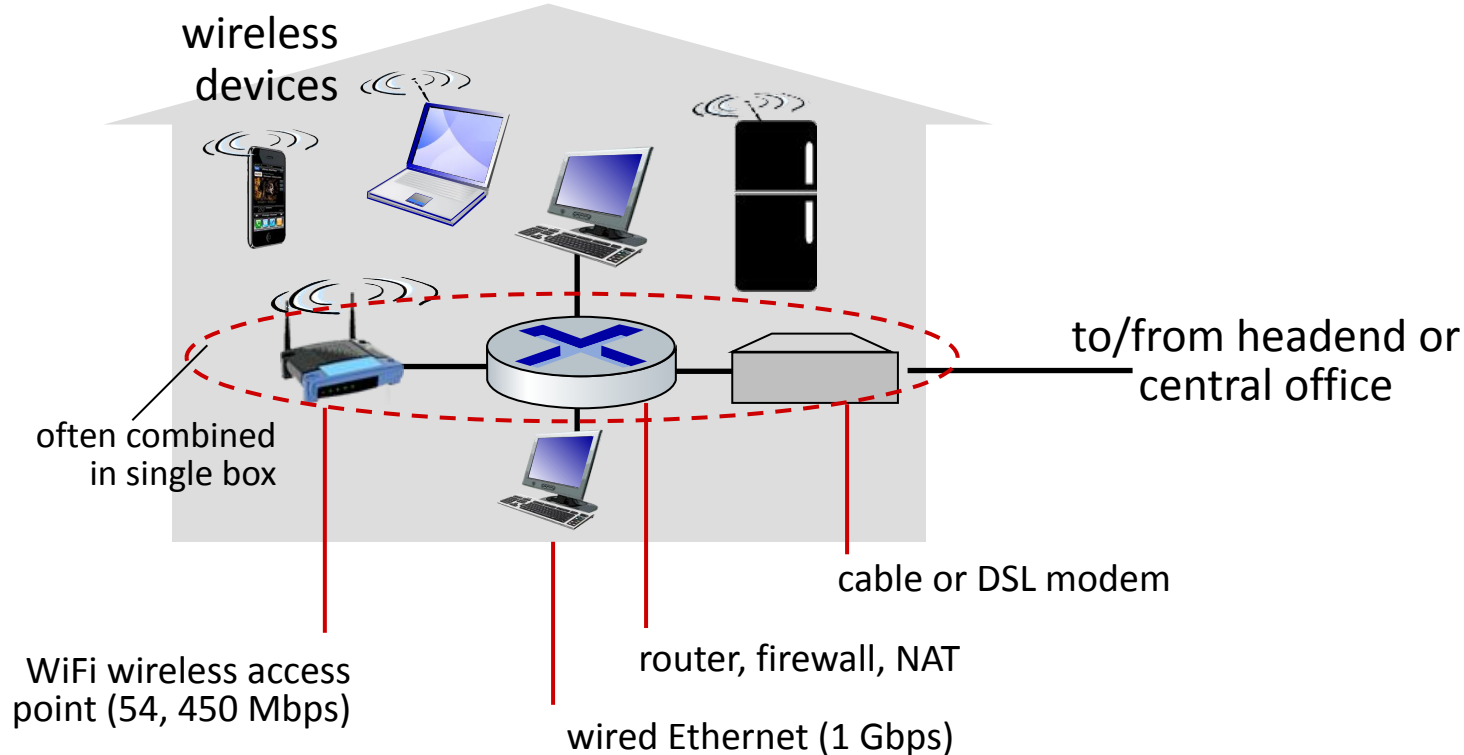 wireless
devices
to/from headend or
central office
often combined
in single box
cable or DSL modem
WiFi wireless access
point (54, 450 Mbps)
router, firewall, NAT
wired Ethernet (1 Gbps)